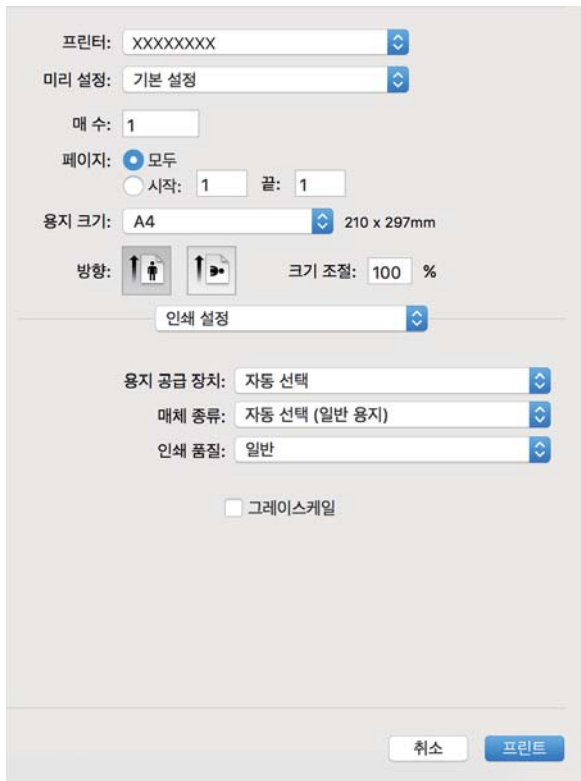 프린터: XXXXXXXX
미리 설정: 기본 설정
매 수: 1
페이지: 모두
시작: 1 끝: 1
용지 크기: A4 210 x 297mm
방향: 크기 조절: 100 %
인쇄 설정
용지 공급 장치: 자동 선택
매체 종류: 자동 선택 (일반 용지)
인쇄 품질: 일반
그레이스케일
취소 프린트